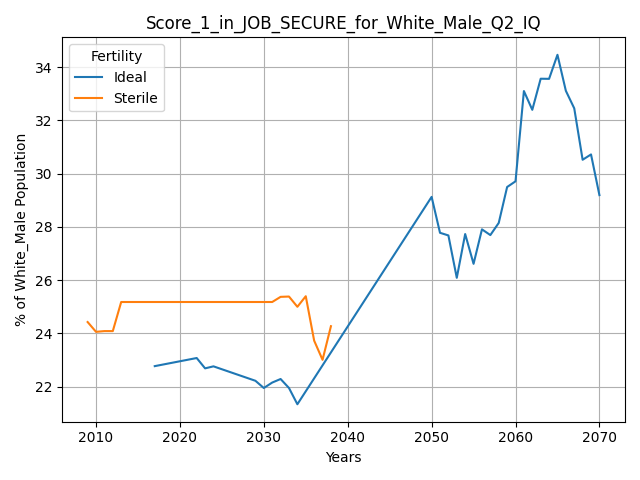 Score_1_in_JOB_SECURE_for_White_Male_Q2_IQ
Fertility
Ideal
Sterile
% of White_Male Population
34
32
30
28
26
24
22
2010 2020 2030 2040 2050 2060 2070
Years